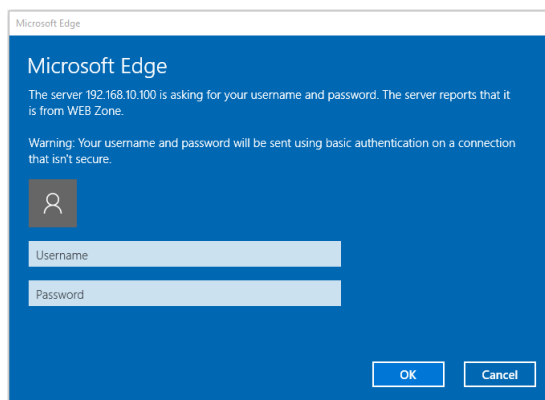 Microsoft Edge
Microsoft Edge
The server 192.168.10.100 is asking for your username and password. The server reports that it
is from WEB Zone.
Warning: Your username and password will be sent using basic authentication on a connection
that isn't secure.
Username
Password
OK Cancel